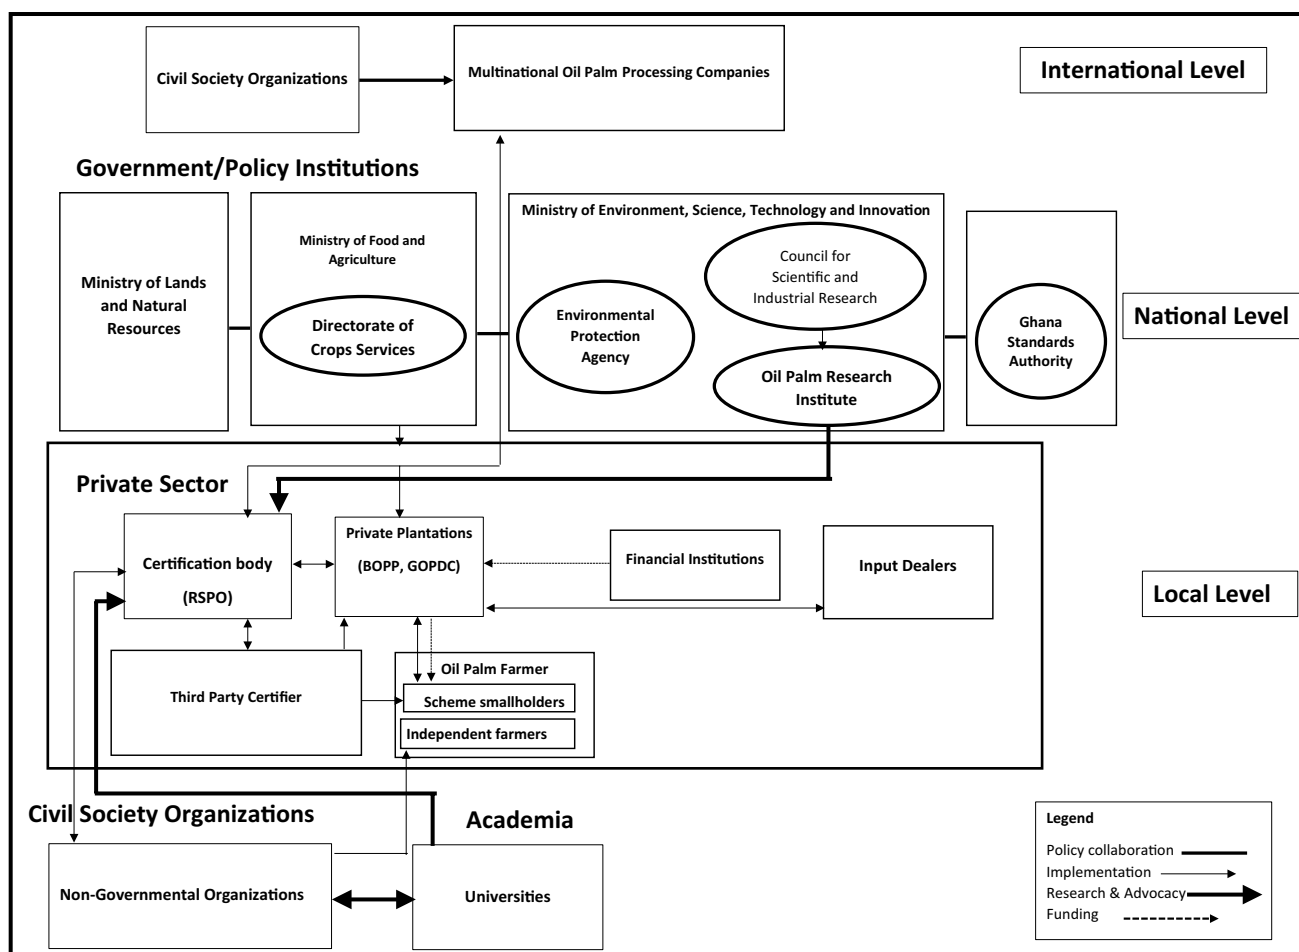 Civil Society Organizations
Multinational Oil Palm Processing Companies
International Level
Government/Policy Institutions
Ministry of Lands
and Natural
Resources
Ministry of Food and
Agriculture
Directorate of
Crops Services
Ministry of Environment, Science, Technology and Innovation
Environmental
Protection
Agency
Council for
Scientific and
Industrial Research
Oil Palm Research
Institute
Ghana
Standards
Authority
National Level
Private Sector
Certification body
(RSPO)
Private Plantations
(BOPP, GOPDC)
Financial Institutions
Input Dealers
Local Level
Third Party Certifier
Oil Palm Farmer
Scheme smallholders
Independent farmers
Civil Society Organizations
Academia
Non-Governmental Organizations
Universities
Legend
Policy collaboration
Implementation
Research & Advocacy
Funding